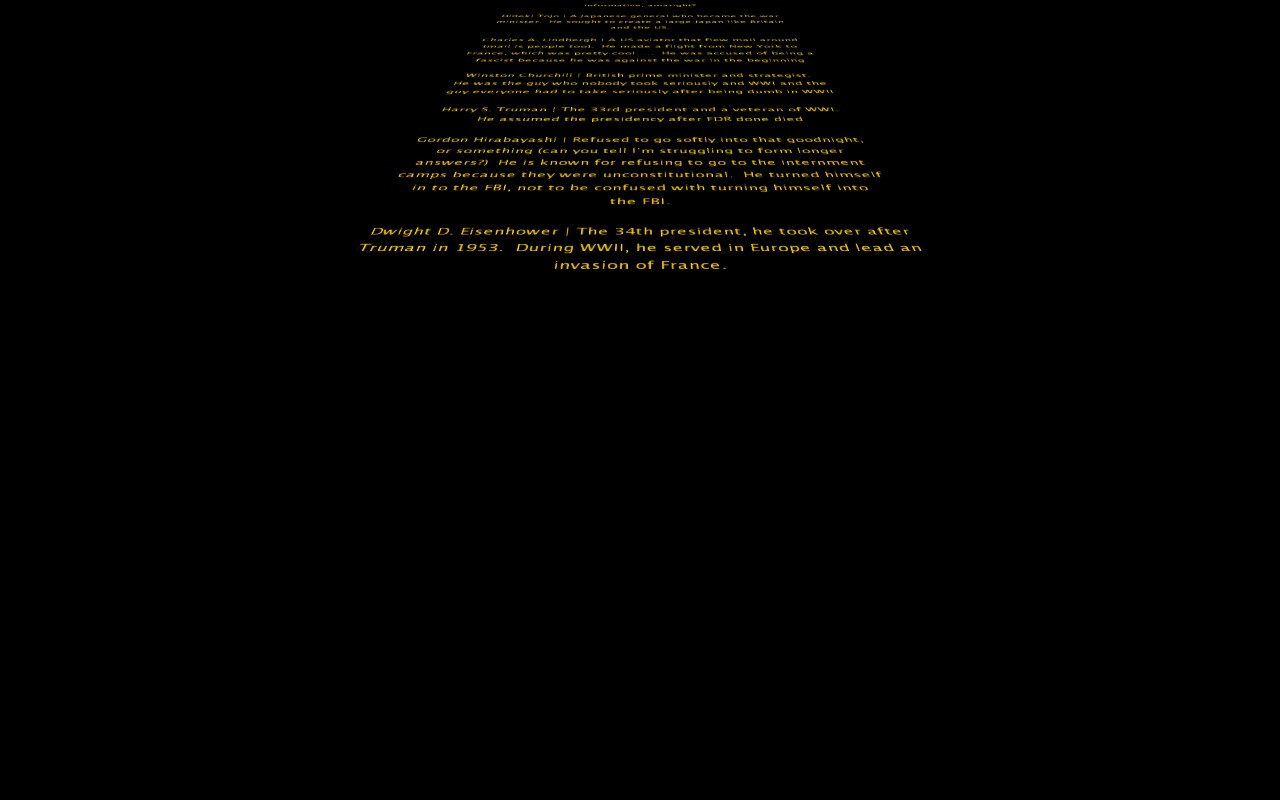 informative, amaright?
Hideki Tojo | A Japanese general who became the war
minister.  He sought to create a large Japan like Britain
and the US.
Charles A. Lindbergh | A US aviator that flew mail around
(mail is people too).  He made a flight from New York to
France, which was pretty cool ..... He was accused of being a
fascist because he was against the war in the beginning
Winston Churchill | British prime minister and strategist.
He was the guy who nobody took seriously and WWI and the
guy everyone had to take seriously after being dumb in WWII
Harry S. Truman | The 33rd president and a veteran of WWI.
He assumed the presidency after FDR done died
Gordon Hirabayashi | Refused to go softly into that goodnight,
or something (can you tell I'm struggling to form longer
answers?)  He is known for refusing to go to the internment
camps because they were unconstitutional.  He turned himself
in to the FBI, not to be confused with turning himself into
the FBI.
Dwight D. Eisenhower | The 34th president, he took over after
Truman in 1953.  During WWII, he served in Europe and lead an
invasion of France.